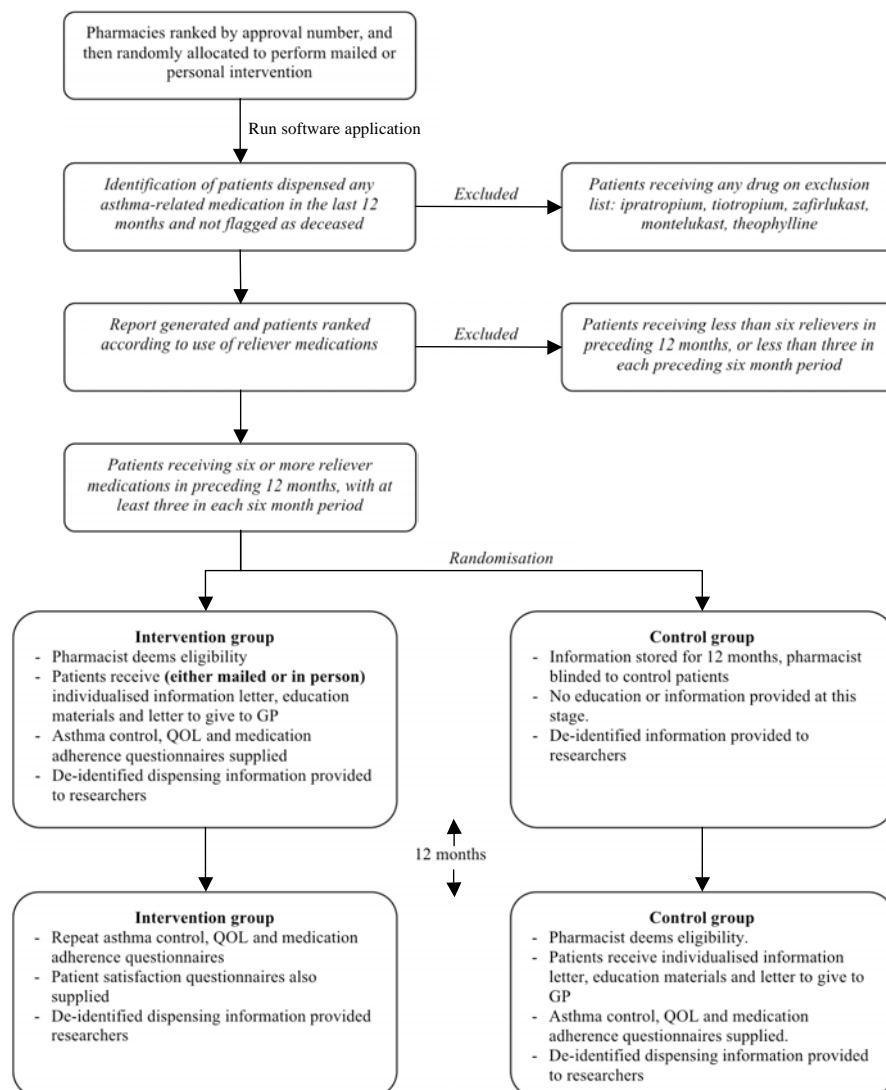 Pharmacies ranked by approval number, and
then randomly allocated to perform mailed or
personal intervention
Run software application
Identification of patients dispensed any
asthma-related medication in the last 12
months and not flagged as deceased
Excluded
Patients receiving any drug on exclusion
list: ipratropium, tiotropium, zafirlukast,
montelukast, theophylline
Report generated and patients ranked
according to use of reliever medications
Excluded
Patients receiving less than six relievers in
preceding 12 months, or less than three in
each preceding six month period
Patients receiving six or more reliever
medications in preceding 12 months, with at
least three in each six month period
Randomisation
Intervention group
- Pharmacist deems eligibility
- Patients receive (either mailed or in person)
individualised information letter, education
materials and letter to give to GP
- Asthma control, QOL and medication
adherence questionnaires supplied
- De-identified dispensing information provided
to researchers
Control group
- Information stored for 12 months, pharmacist
blinded to control patients
- No education or information provided at this
stage.
- De-identified information provided to
researchers
12 months
Intervention group
- Repeat asthma control, QOL and medication
adherence questionnaires
- Patient satisfaction questionnaires also
supplied
- De-identified dispensing information provided
researchers
Control group
- Pharmacist deems eligibility.
- Patients receive individualised information
letter, education materials and letter to give to
GP
- Asthma control, QOL and medication
adherence questionnaires supplied.
- De-identified dispensing information provided
to researchers